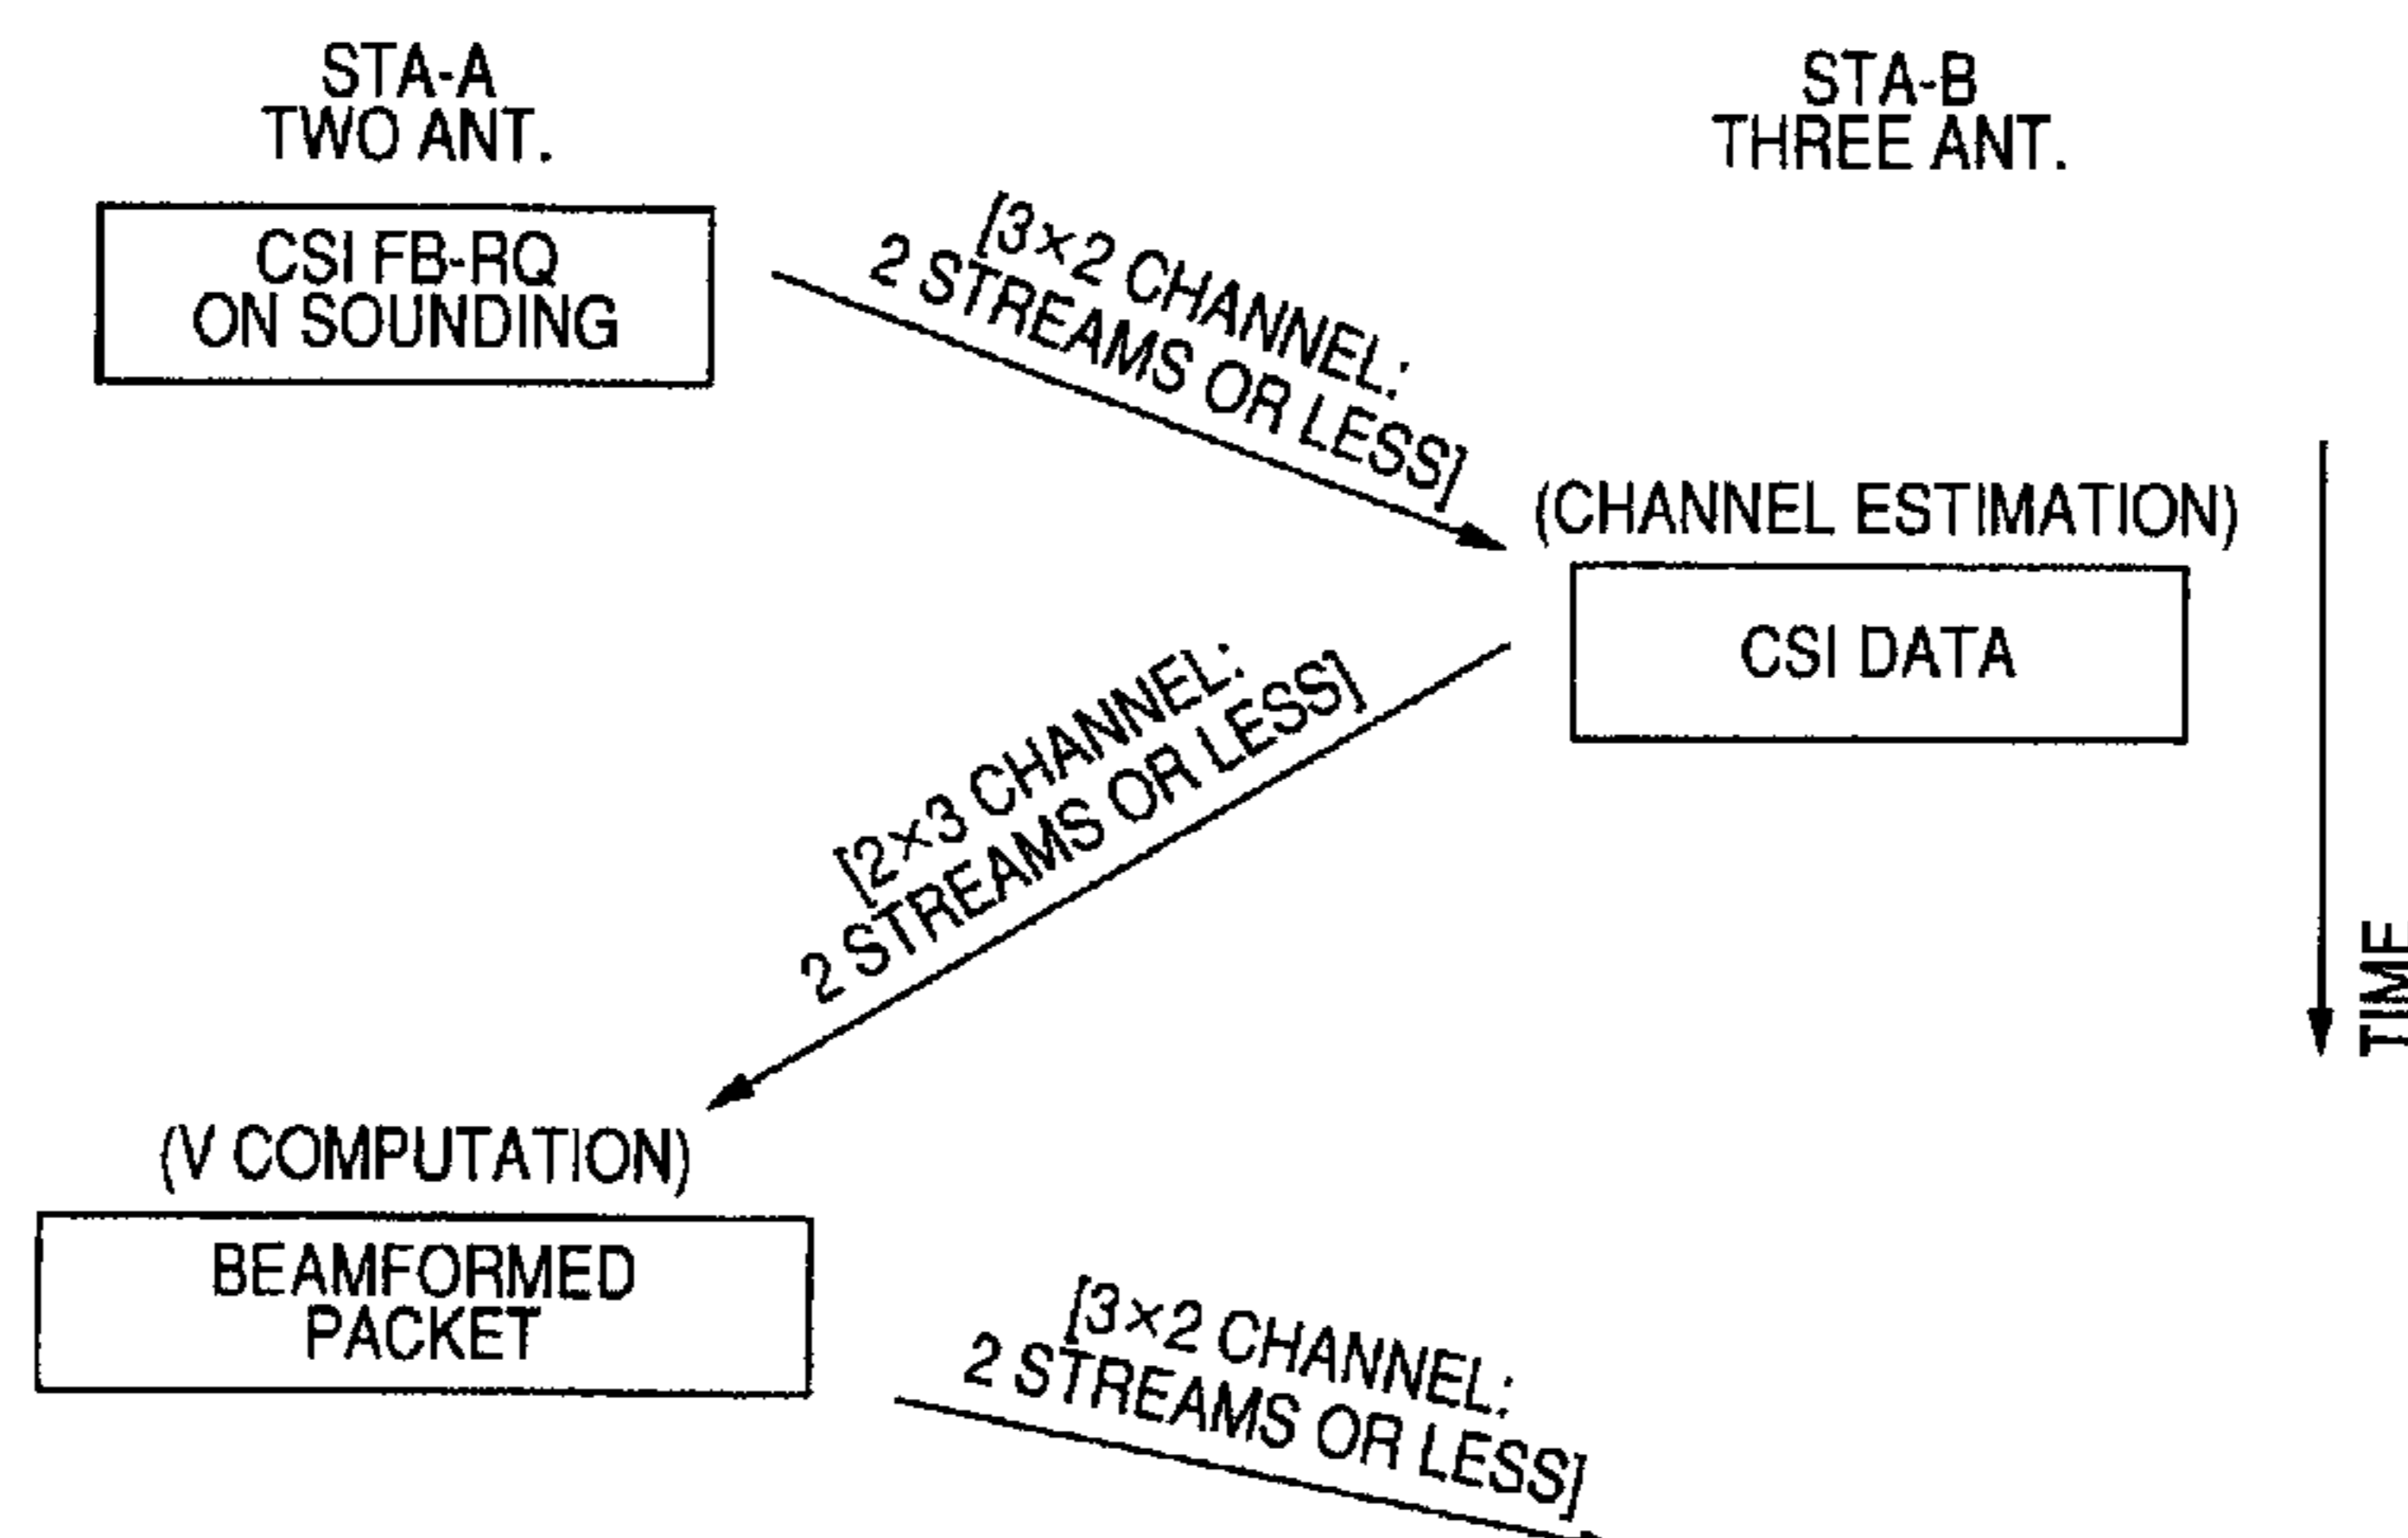 STA-A
TWO ANT.
STA-B
THREE ANT.
CSI FB-RQ
ON SOUNDING
[3×2 CHANNEL:
2 STREAMS OR LESS]
(CHANNEL ESTIMATION)
CSI DATA
[2×3 CHANNEL:
2 STREAMS OR LESS]
TIME
(V COMPUTATION)
BEAMFORMED
PACKET
[3×2 CHANNEL:
2 STREAMS OR LESS]